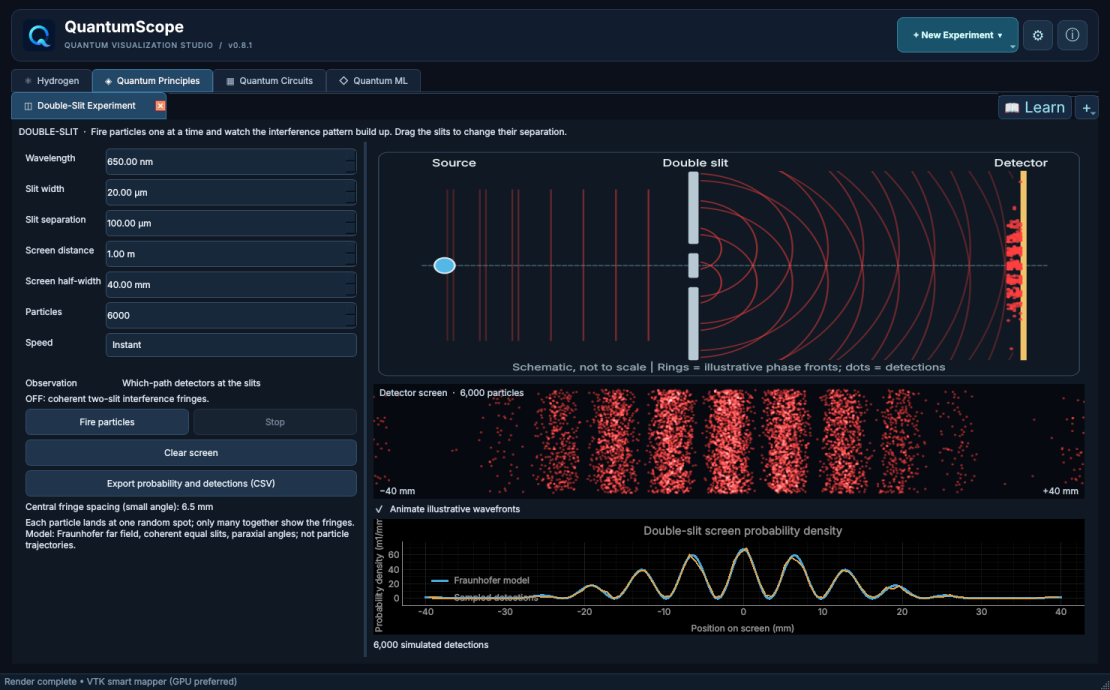 QuantumScope
QUANTUM VISUALIZATION STUDIO / v0.8.1
+ New Experiment ▾
Hydrogen
Quantum Principles
Quantum Circuits
Quantum ML
Double-Slit Experiment
Learn
+
DOUBLE-SLIT · Fire particles one at a time and watch the interference pattern build up. Drag the slits to change their separation.
Wavelength
650.00 nm
Slit width
20.00 µm
Slit separation
100.00 µm
Screen distance
1.00 m
Screen half-width
40.00 mm
Particles
6000
Speed
Instant
Observation
Which-path detectors at the slits
OFF: coherent two-slit interference fringes.
Fire particles
Stop
Clear screen
Export probability and detections (CSV)
Central fringe spacing (small angle): 6.5 mm
Each particle lands at one random spot; only many together show the fringes.
Model: Fraunhofer far field, coherent equal slits, paraxial angles; not particle
trajectories.
Source
Double slit
Detector
Schematic, not to scale | Rings = illustrative phase fronts; dots = detections
Detector screen · 6,000 particles
−40 mm
+40 mm
✓ Animate illustrative wavefronts
Double-slit screen probability density
Probability density (m1/mm
60
40
20
0
Fraunhofer model
Sampled detections
-40
-30
-20
-10
0
10
20
30
40
Position on screen (mm)
6,000 simulated detections
Render complete • VTK smart mapper (GPU preferred)